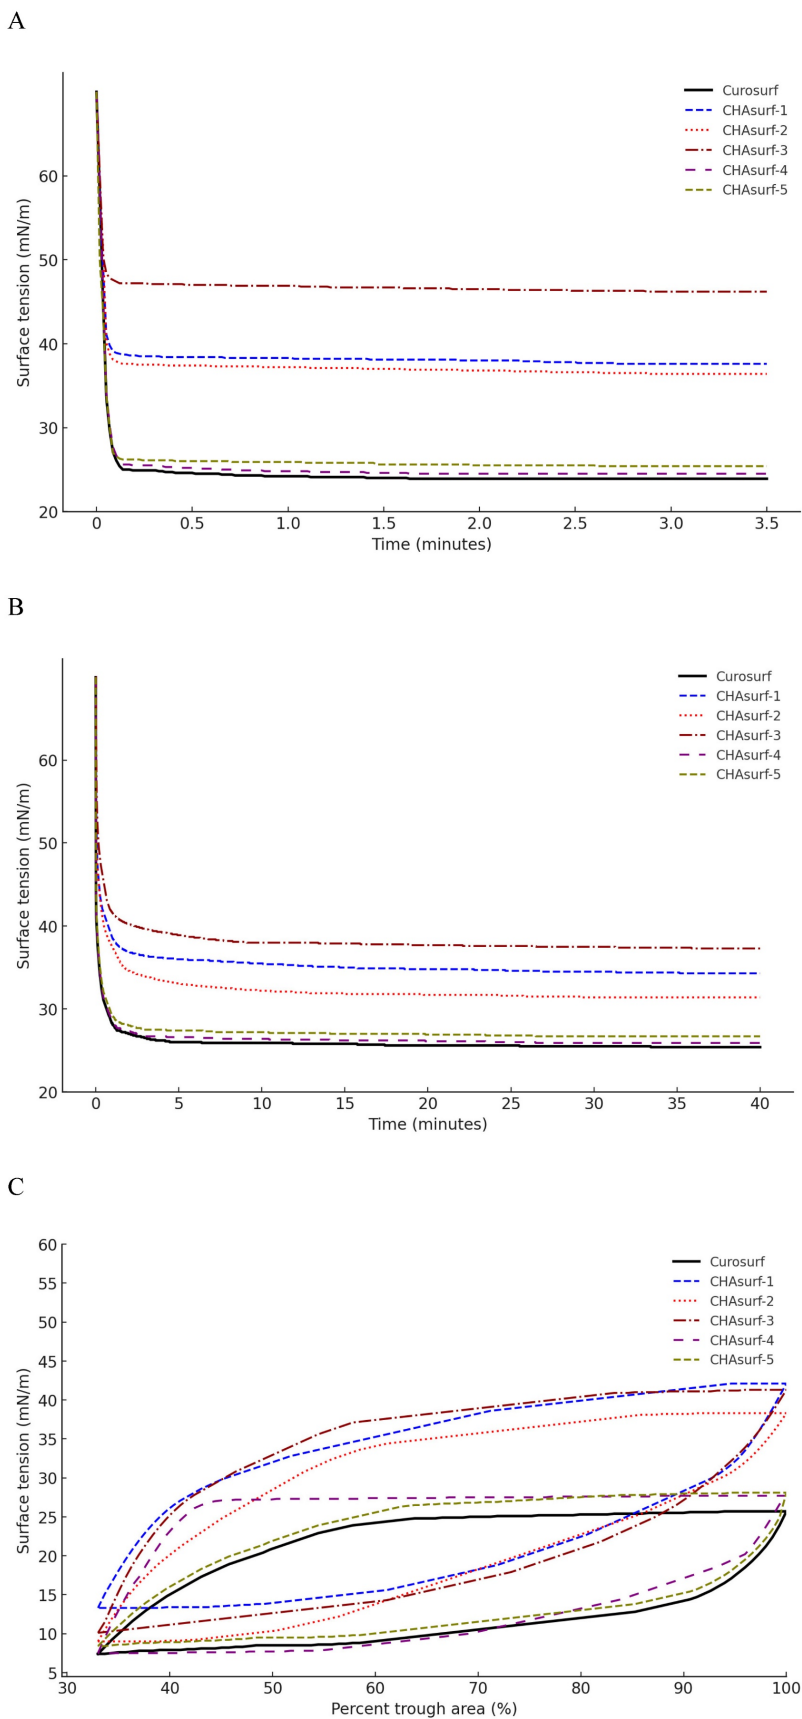 A
Surface tension (mN/m)
60
50
40
30
20
Curosurf
CHAsurf-1
CHAsurf-2
CHAsurf-3
CHAsurf-4
CHAsurf-5
0 0.5 1.0 1.5 2.0 2.5 3.0 3.5
Time (minutes)
B
Surface tension (mN/m)
60
50
40
30
20
Curosurf
CHAsurf-1
CHAsurf-2
CHAsurf-3
CHAsurf-4
CHAsurf-5
0 5 10 15 20 25 30 35 40
Time (minutes)
C
Surface tension (mN/m)
60
55
50
45
40
35
30
25
20
15
10
5
Curosurf
CHAsurf-1
CHAsurf-2
CHAsurf-3
CHAsurf-4
CHAsurf-5
30 40 50 60 70 80 90 100
Percent trough area (%)